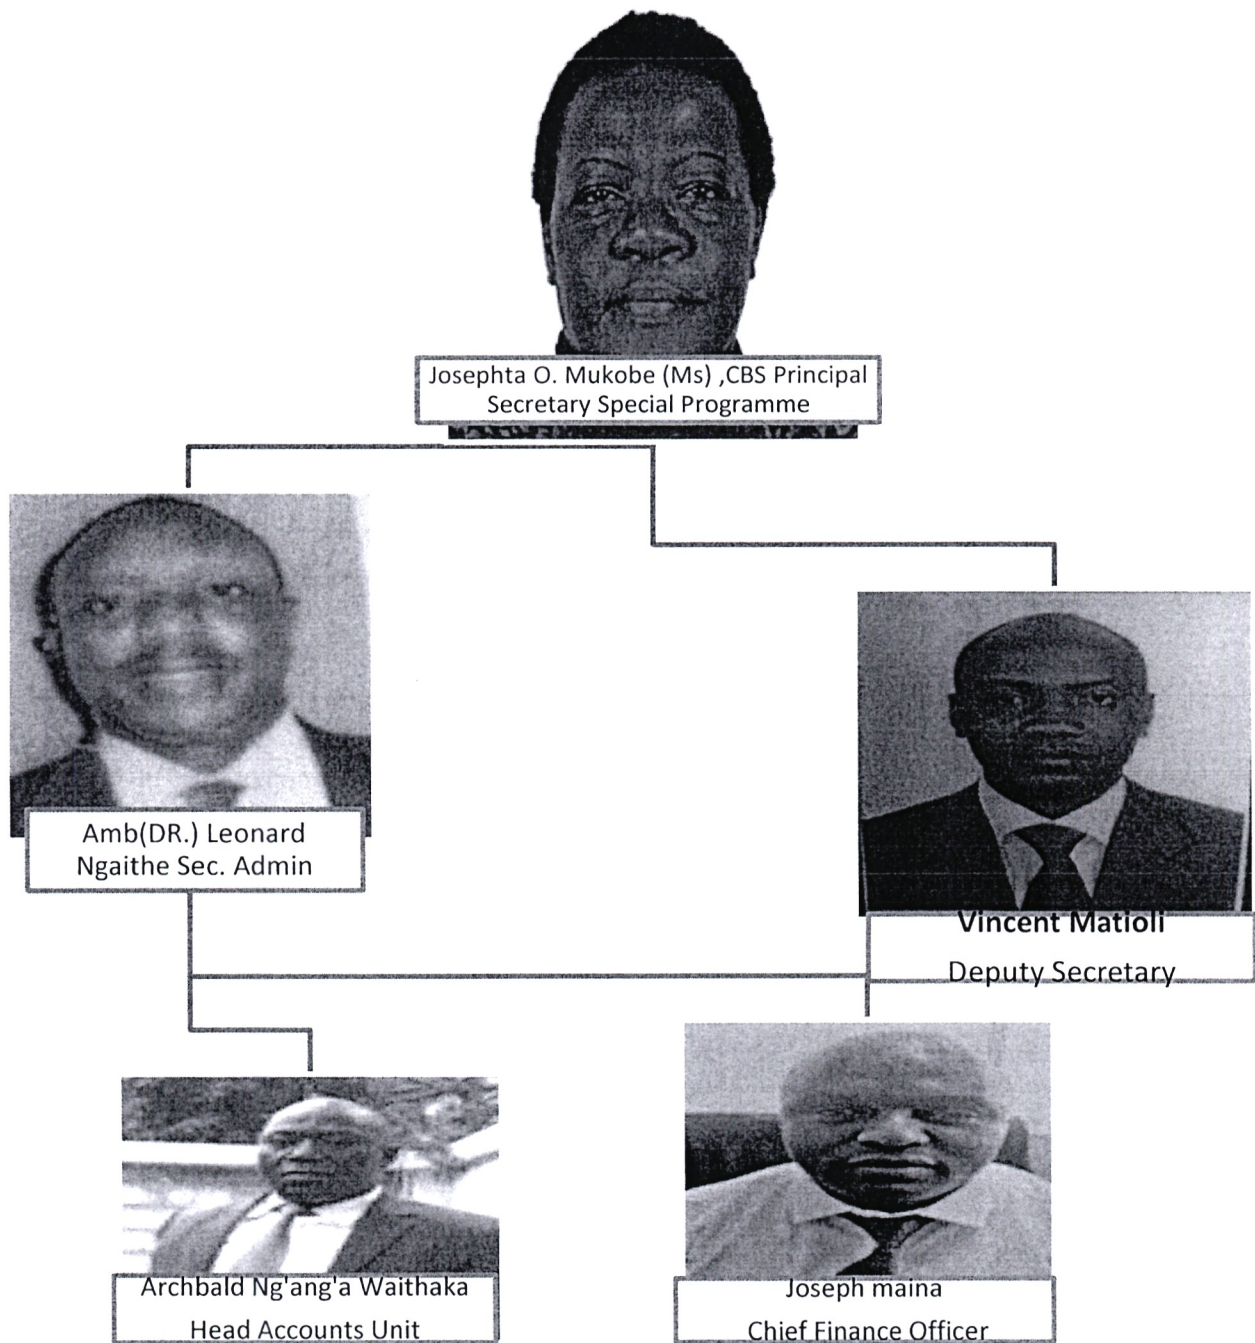 Josephta O. Mukobe (Ms) ,CBS Principal
Secretary Special Programme
Amb(DR.) Leonard
Ngaithe Sec. Admin
Vincent Matioli
Deputy Secretary
Archbald Ng'ang'a Waithaka
Head Accounts Unit
Joseph maina
Chief Finance Officer